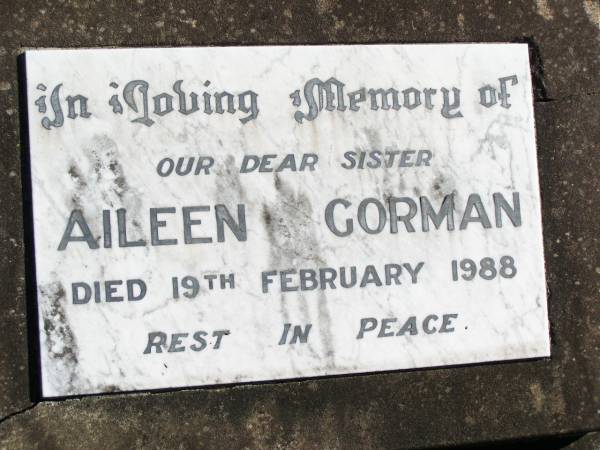 In Loving Memory of
OUR DEAR SISTER
AILEEN GORMAN
DIED 19TH FEBRUARY 1988
REST IN PEACE